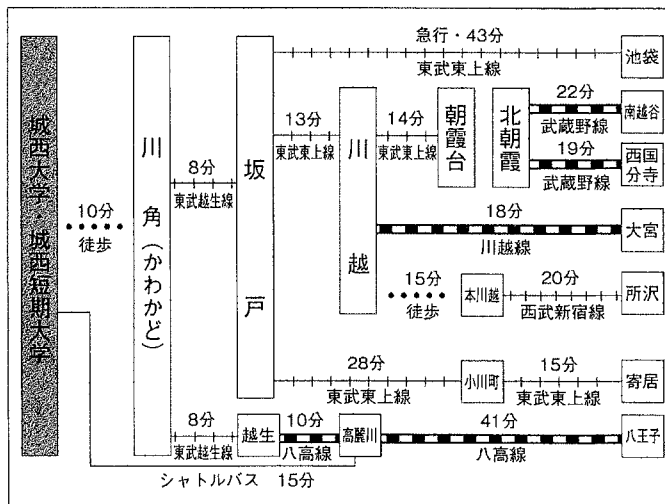 急行・43分
東武東上線
池袋
城西大学・城西短期大学
10分
徒歩
川角(かわかど)
8分
東武越生線
坂戸
13分
東武東上線
川越
14分
東武東上線
朝霞台
北朝霞
22分
武蔵野線
南越谷
19分
武蔵野線
西国分寺
18分
川越線
大宮
15分
徒歩
本川越
20分
西武新宿線
所沢
28分
東武東上線
小川町
15分
東武東上線
寄居
8分
東武越生線
越生
10分
八高線
高麗川
41分
八高線
八王子
シャトルバス 15分